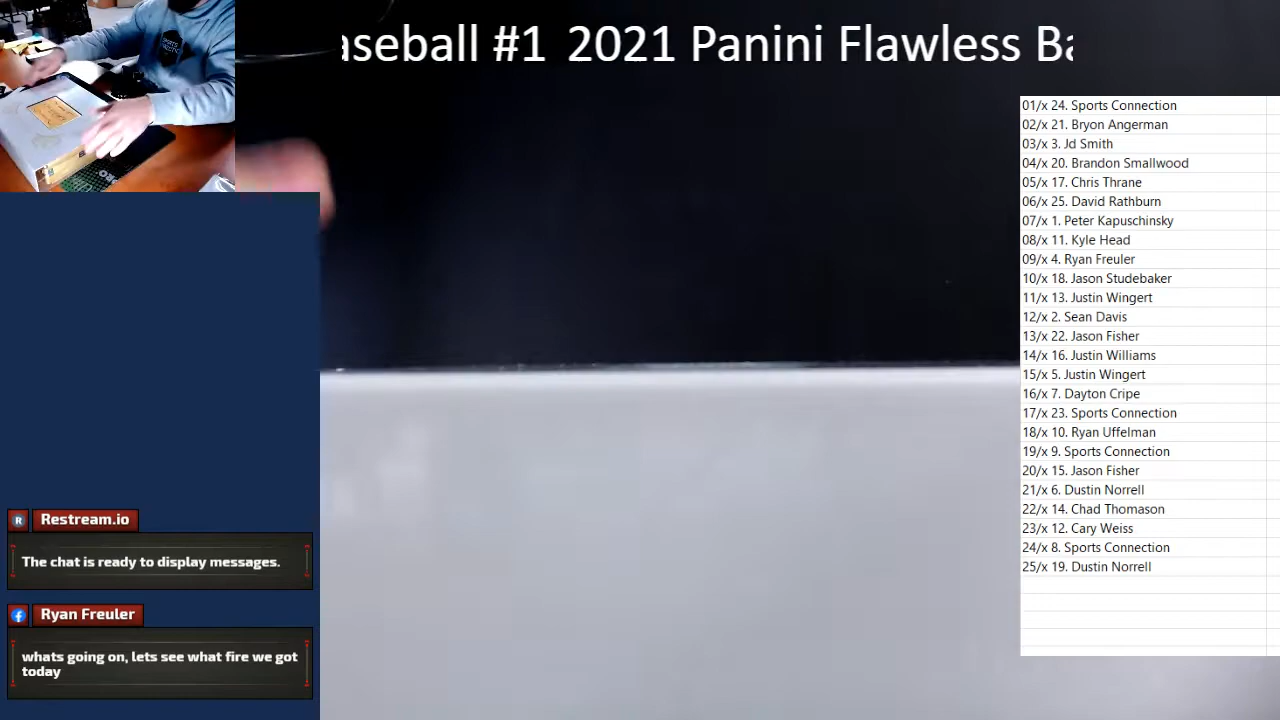 aseball #1 2021 Panini Flawless Ba
01/x 24. Sports Connection
02/x 21. Bryon Angerman
03/x 3. Jd Smith
04/x 20. Brandon Smallwood
05/x 17. Chris Thrane
06/x 25. David Rathburn
07/x 1. Peter Kapuschinsky
08/x 11. Kyle Head
09/x 4. Ryan Freuler
10/x 18. Jason Studebaker
11/x 13. Justin Wingert
12/x 2. Sean Davis
13/x 22. Jason Fisher
14/x 16. Justin Williams
15/x 5. Justin Wingert
16/x 7. Dayton Cripe
17/x 23. Sports Connection
18/x 10. Ryan Uffelman
19/x 9. Sports Connection
20/x 15. Jason Fisher
21/x 6. Dustin Norrell
22/x 14. Chad Thomason
23/x 12. Cary Weiss
24/x 8. Sports Connection
25/x 19. Dustin Norrell
R Restream.io
The chat is ready to display messages.
Ryan Freuler
whats going on, lets see what fire we got
today